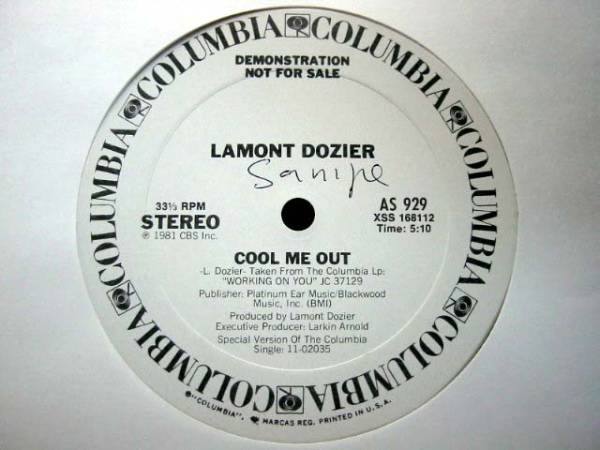 COLUMBIA COLUMBIA COLUMBIA COLUMBIA COLUMBIA COLUMBIA COLUMBIA COLUMBIA
DEMONSTRATION
NOT FOR SALE
LAMONT DOZIER
33⅓ RPM
STEREO
℗ 1981 CBS Inc.
AS 929
XSS 168112
Time: 5:10
COOL ME OUT
-L. Dozier- Taken From The Columbia Lp:
"WORKING ON YOU" JC 37129
Publisher: Platinum Ear Music/Blackwood
Music, Inc. (BMI)
Produced by Lamont Dozier
Executive Producer: Larkin Arnold
Special Version Of The Columbia
Single: 11-02035
®"COLUMBIA", MARCAS REG. PRINTED IN U.S.A.